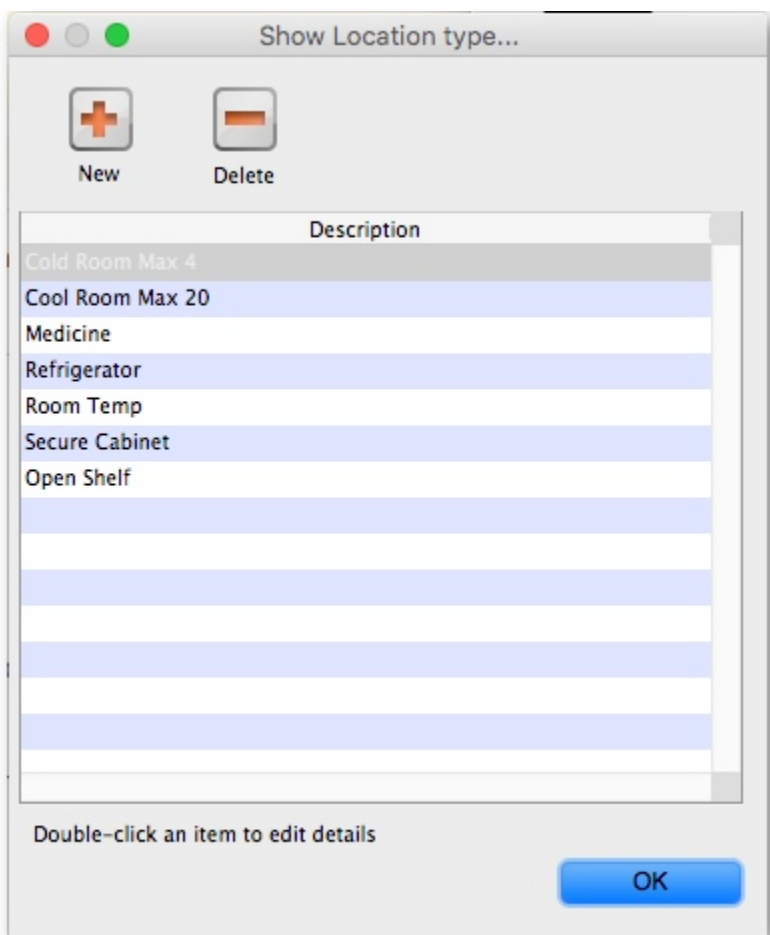 Show Location type...
New Delete
Description
Cold Room Max 4
Cool Room Max 20
Medicine
Refrigerator
Room Temp
Secure Cabinet
Open Shelf
Double-click an item to edit details
OK